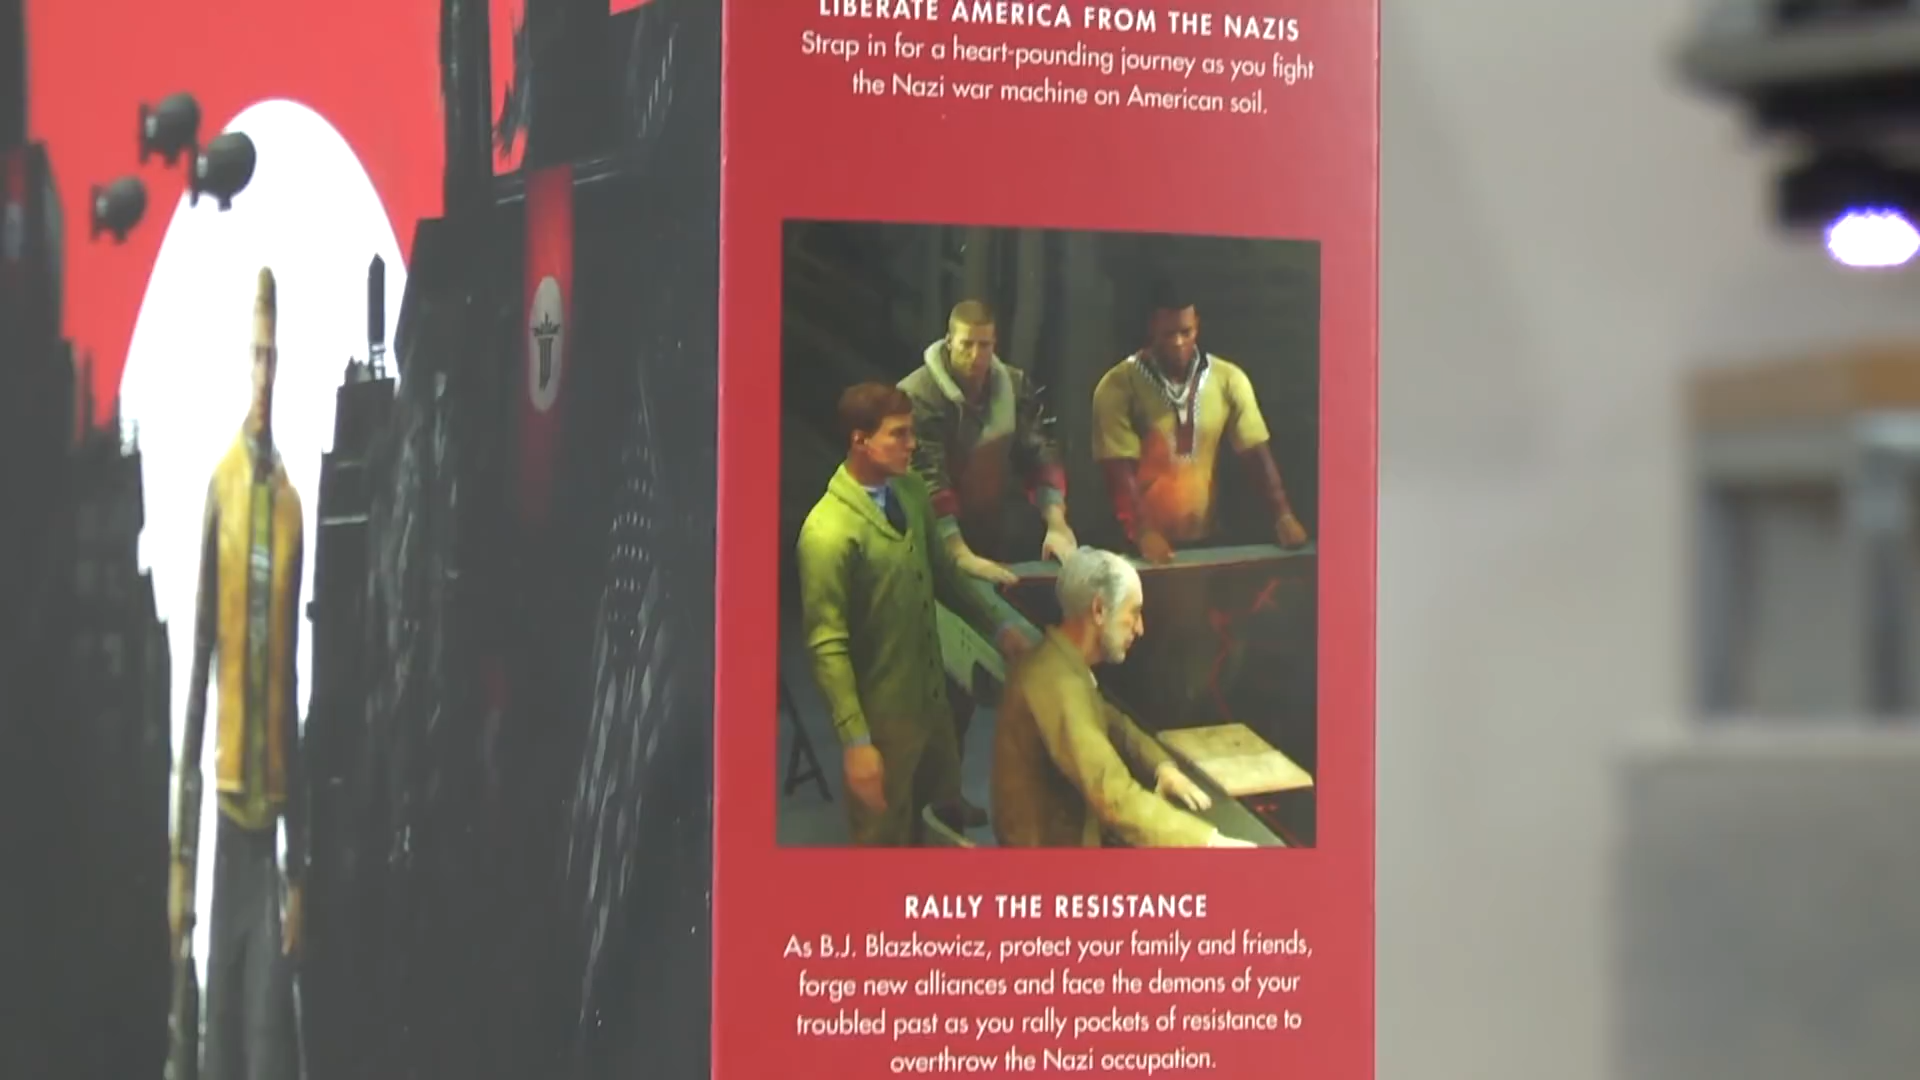 LIBERATE AMERICA FROM THE NAZIS
Strap in for a heart-pounding journey as you fight
the Nazi war machine on American soil.
RALLY THE RESISTANCE
As B.J. Blazkowicz, protect your family and friends,
forge new alliances and face the demons of your
troubled past as you rally pockets of resistance to
overthrow the Nazi occupation.